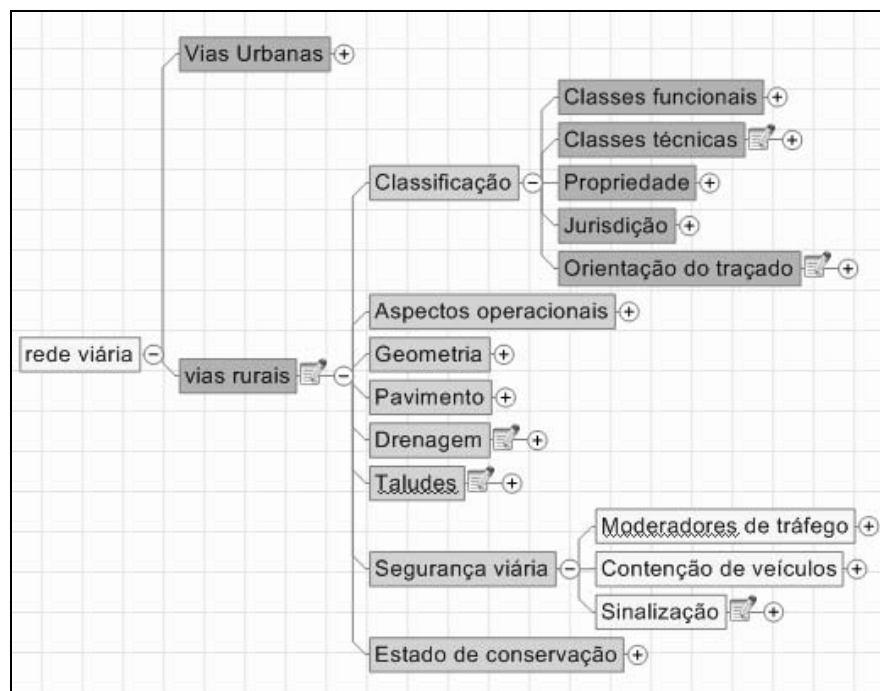 Vias Urbanas
Classes funcionais
Classes técnicas
Classificação
Propriedade
Jurisdição
Orientação do traçado
Aspectos operacionais
rede viária
Geometria
vias rurais
Pavimento
Drenagem
Taludes
Moderadores de tráfego
Segurança viária
Contenção de veículos
Sinalização
Estado de conservação